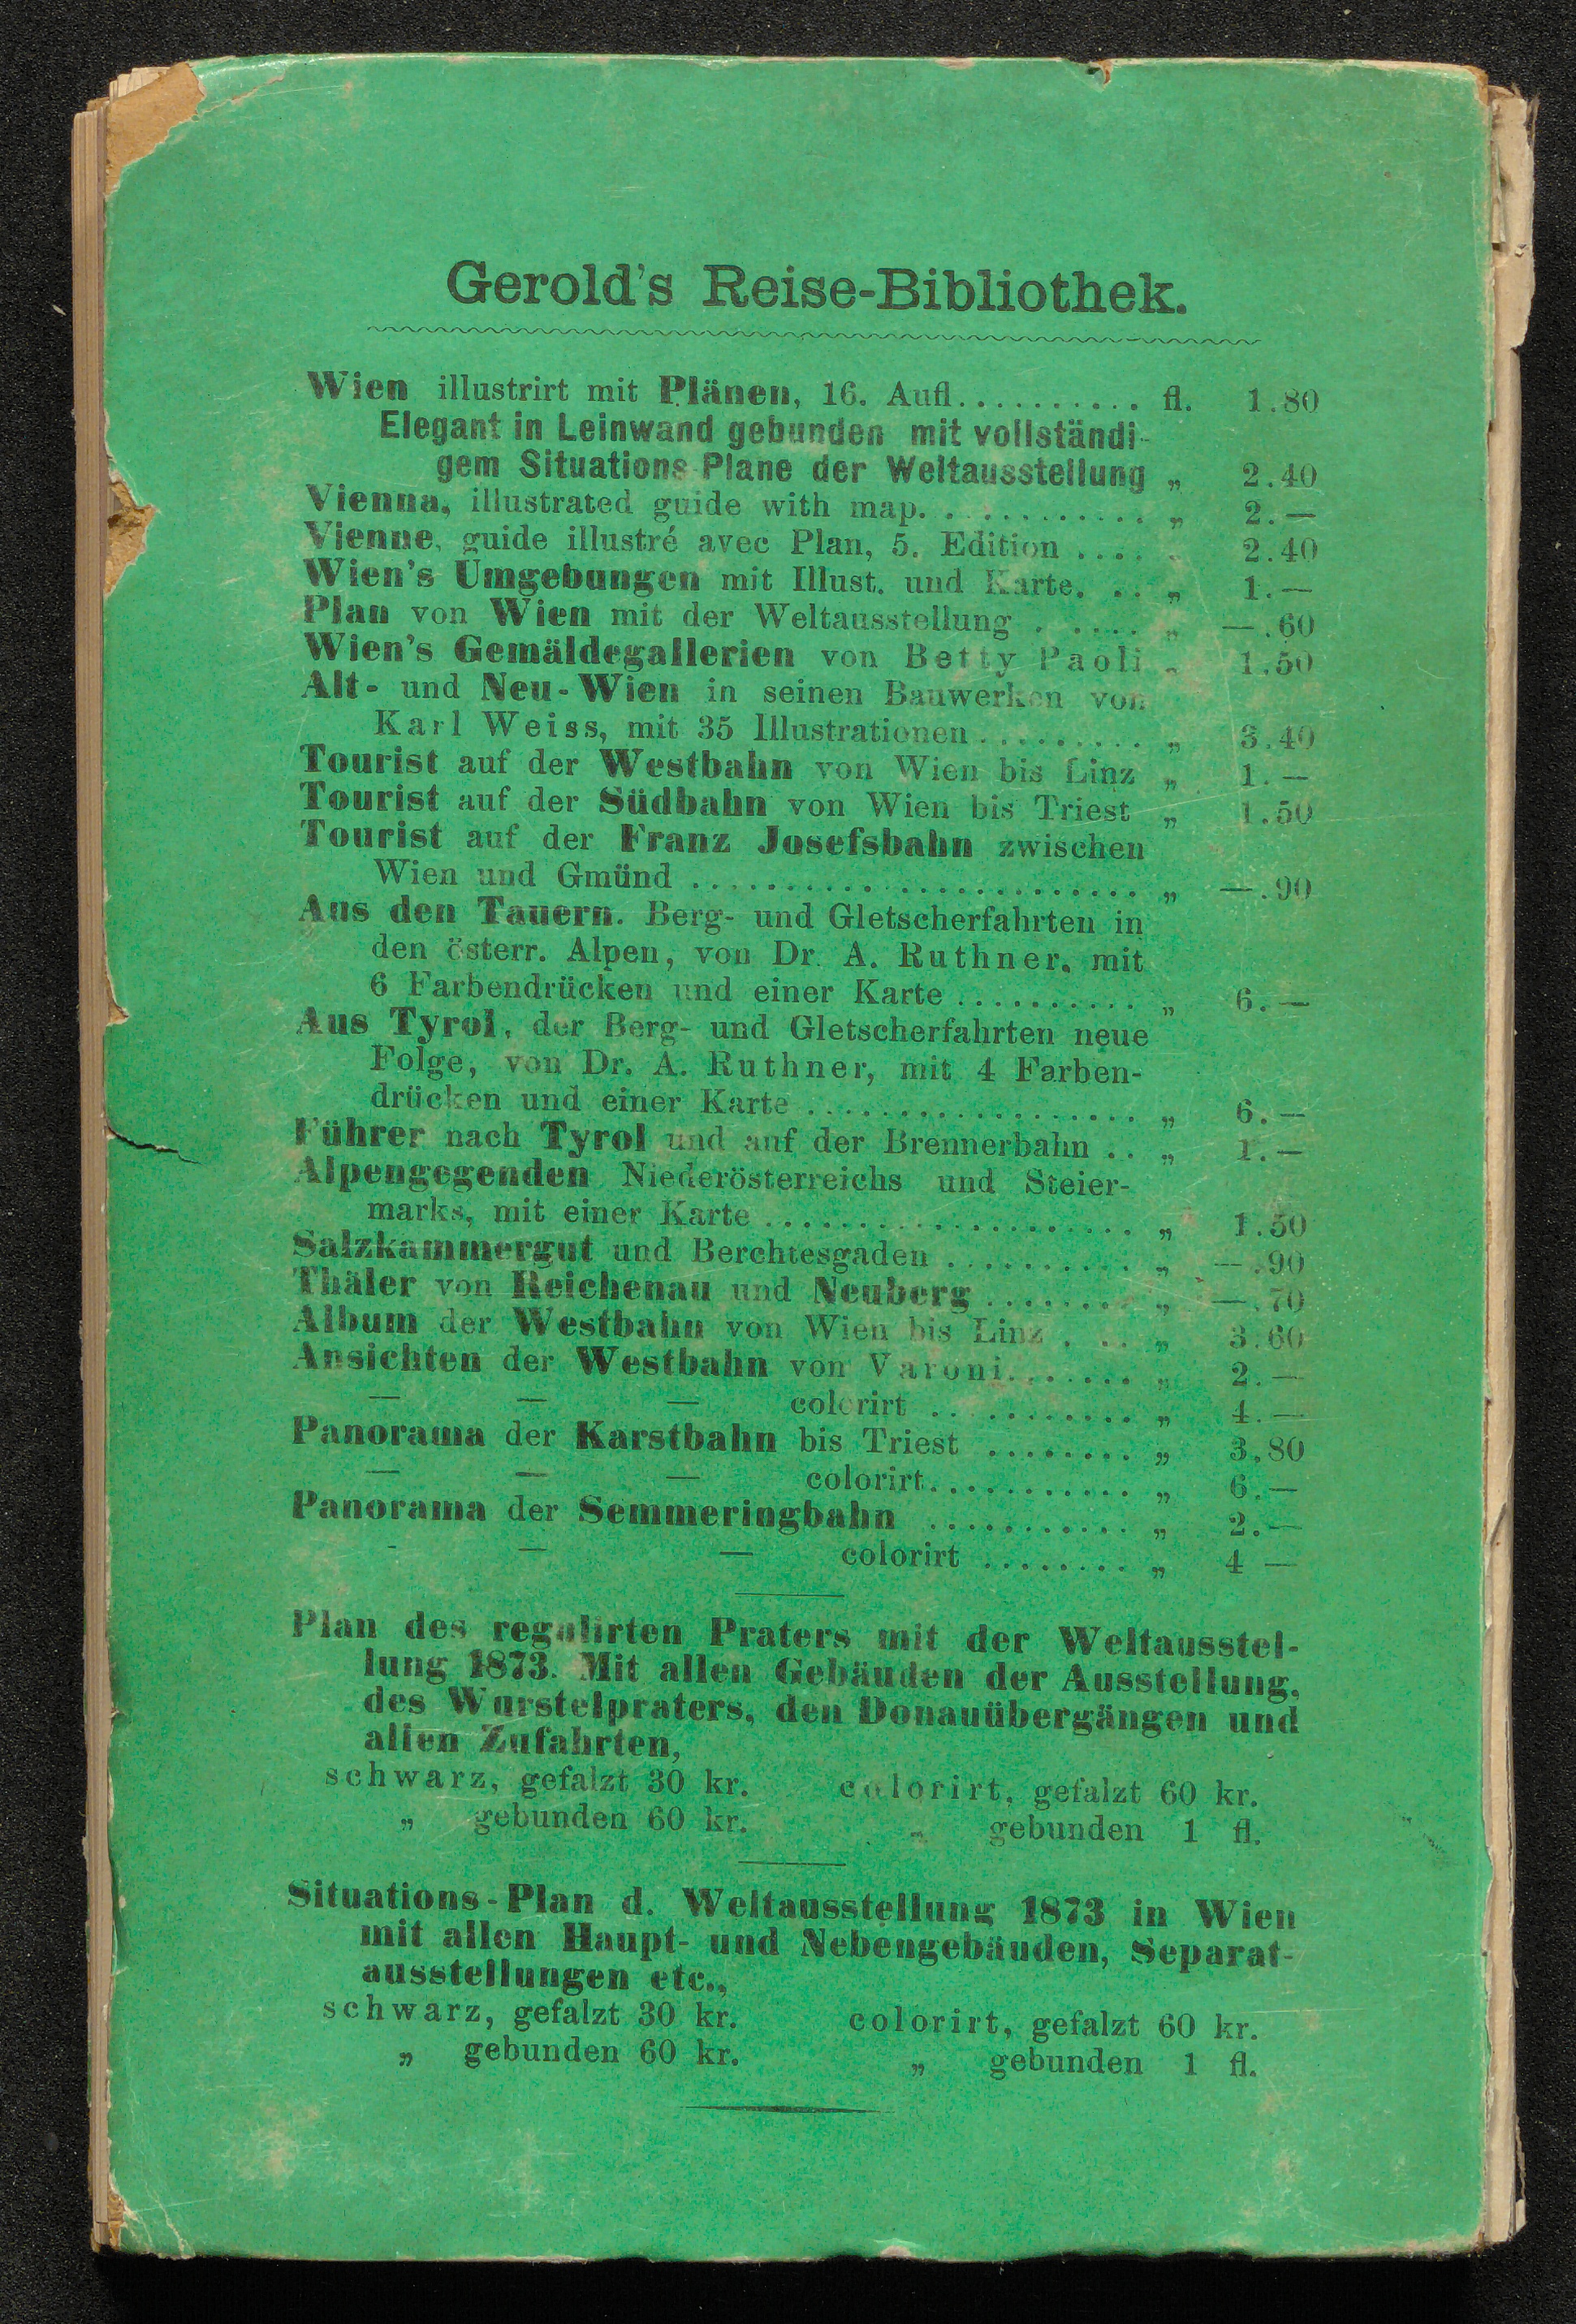 Gerold's Reise-Bibliothek.
Wien illustrirt mit Plänen, 16. Aufl. . . . . . . . . . . fl. 1.80
Elegant in Leinwand gebunden mit vollständi-
gem Situations-Plane der Weltausstellung „ 2.40
Vienna, illustrated guide with map. . . . . . . . . . . . „ 2.—
Vienne, guide illustré avec Plan, 5. Edition . . . . „ 2.40
Wien's Umgebungen mit Illust. und Karte. . . „ 1.—
Plan von Wien mit der Weltausstellung . . . . . „ —.60
Wien's Gemäldegallerien von Betty Paoli „ 1.50
Alt- und Neu-Wien in seinen Bauwerken von
Karl Weiss, mit 35 Illustrationen . . . . . . . . . „ 3.40
Tourist auf der Westbahn von Wien bis Linz „ 1.—
Tourist auf der Südbahn von Wien bis Triest „ 1.50
Tourist auf der Franz Josefsbahn zwischen
Wien und Gmünd . . . . . . . . . . . . . . . . . . . . . . . . „ —.90
Aus den Tauern. Berg- und Gletscherfahrten in
den österr. Alpen, von Dr. A. Ruthner, mit
6 Farbendrücken und einer Karte . . . . . . . . . . „ 6.—
Aus Tyrol, der Berg- und Gletscherfahrten neue
Folge, von Dr. A. Ruthner, mit 4 Farben-
drücken und einer Karte . . . . . . . . . . . . . . . . . . „ 6.—
Führer nach Tyrol und auf der Brennerbahn . . „ 1.—
Alpengegenden Niederösterreichs und Steier-
marks, mit einer Karte . . . . . . . . . . . . . . . . . . . . „ 1.50
Salzkammergut und Berchtesgaden . . . . . . . . . . „ —.90
Thäler von Reichenau und Neuberg . . . . . . . . „ —.70
Album der Westbahn von Wien bis Linz . . . . „ 3.60
Ansichten der Westbahn von Varoni. . . . . . . „ 2.—
— — — colorirt . . . . . . . . . . . „ 4.—
Panorama der Karstbahn bis Triest . . . . . . . . „ 3.80
— — — colorirt. . . . . . . . . . . . „ 6.—
Panorama der Semmeringbahn . . . . . . . . . . . „ 2.—
- — — colorirt . . . . . . . . „ 4 —
Plan des regulirten Praters mit der Weltausstel-
lung 1873. Mit allen Gebäuden der Ausstellung,
des Wurstelpraters, den Donauübergängen und
allen Zufahrten,
schwarz, gefalzt 30 kr. colorirt, gefalzt 60 kr.
„ gebunden 60 kr. „ gebunden 1 fl.
Situations-Plan d. Weltausstellung 1873 in Wien
mit allen Haupt- und Nebengebäuden, Separat-
ausstellungen etc.,
schwarz, gefalzt 30 kr. colorirt, gefalzt 60 kr.
„ gebunden 60 kr. „ gebunden 1 fl.